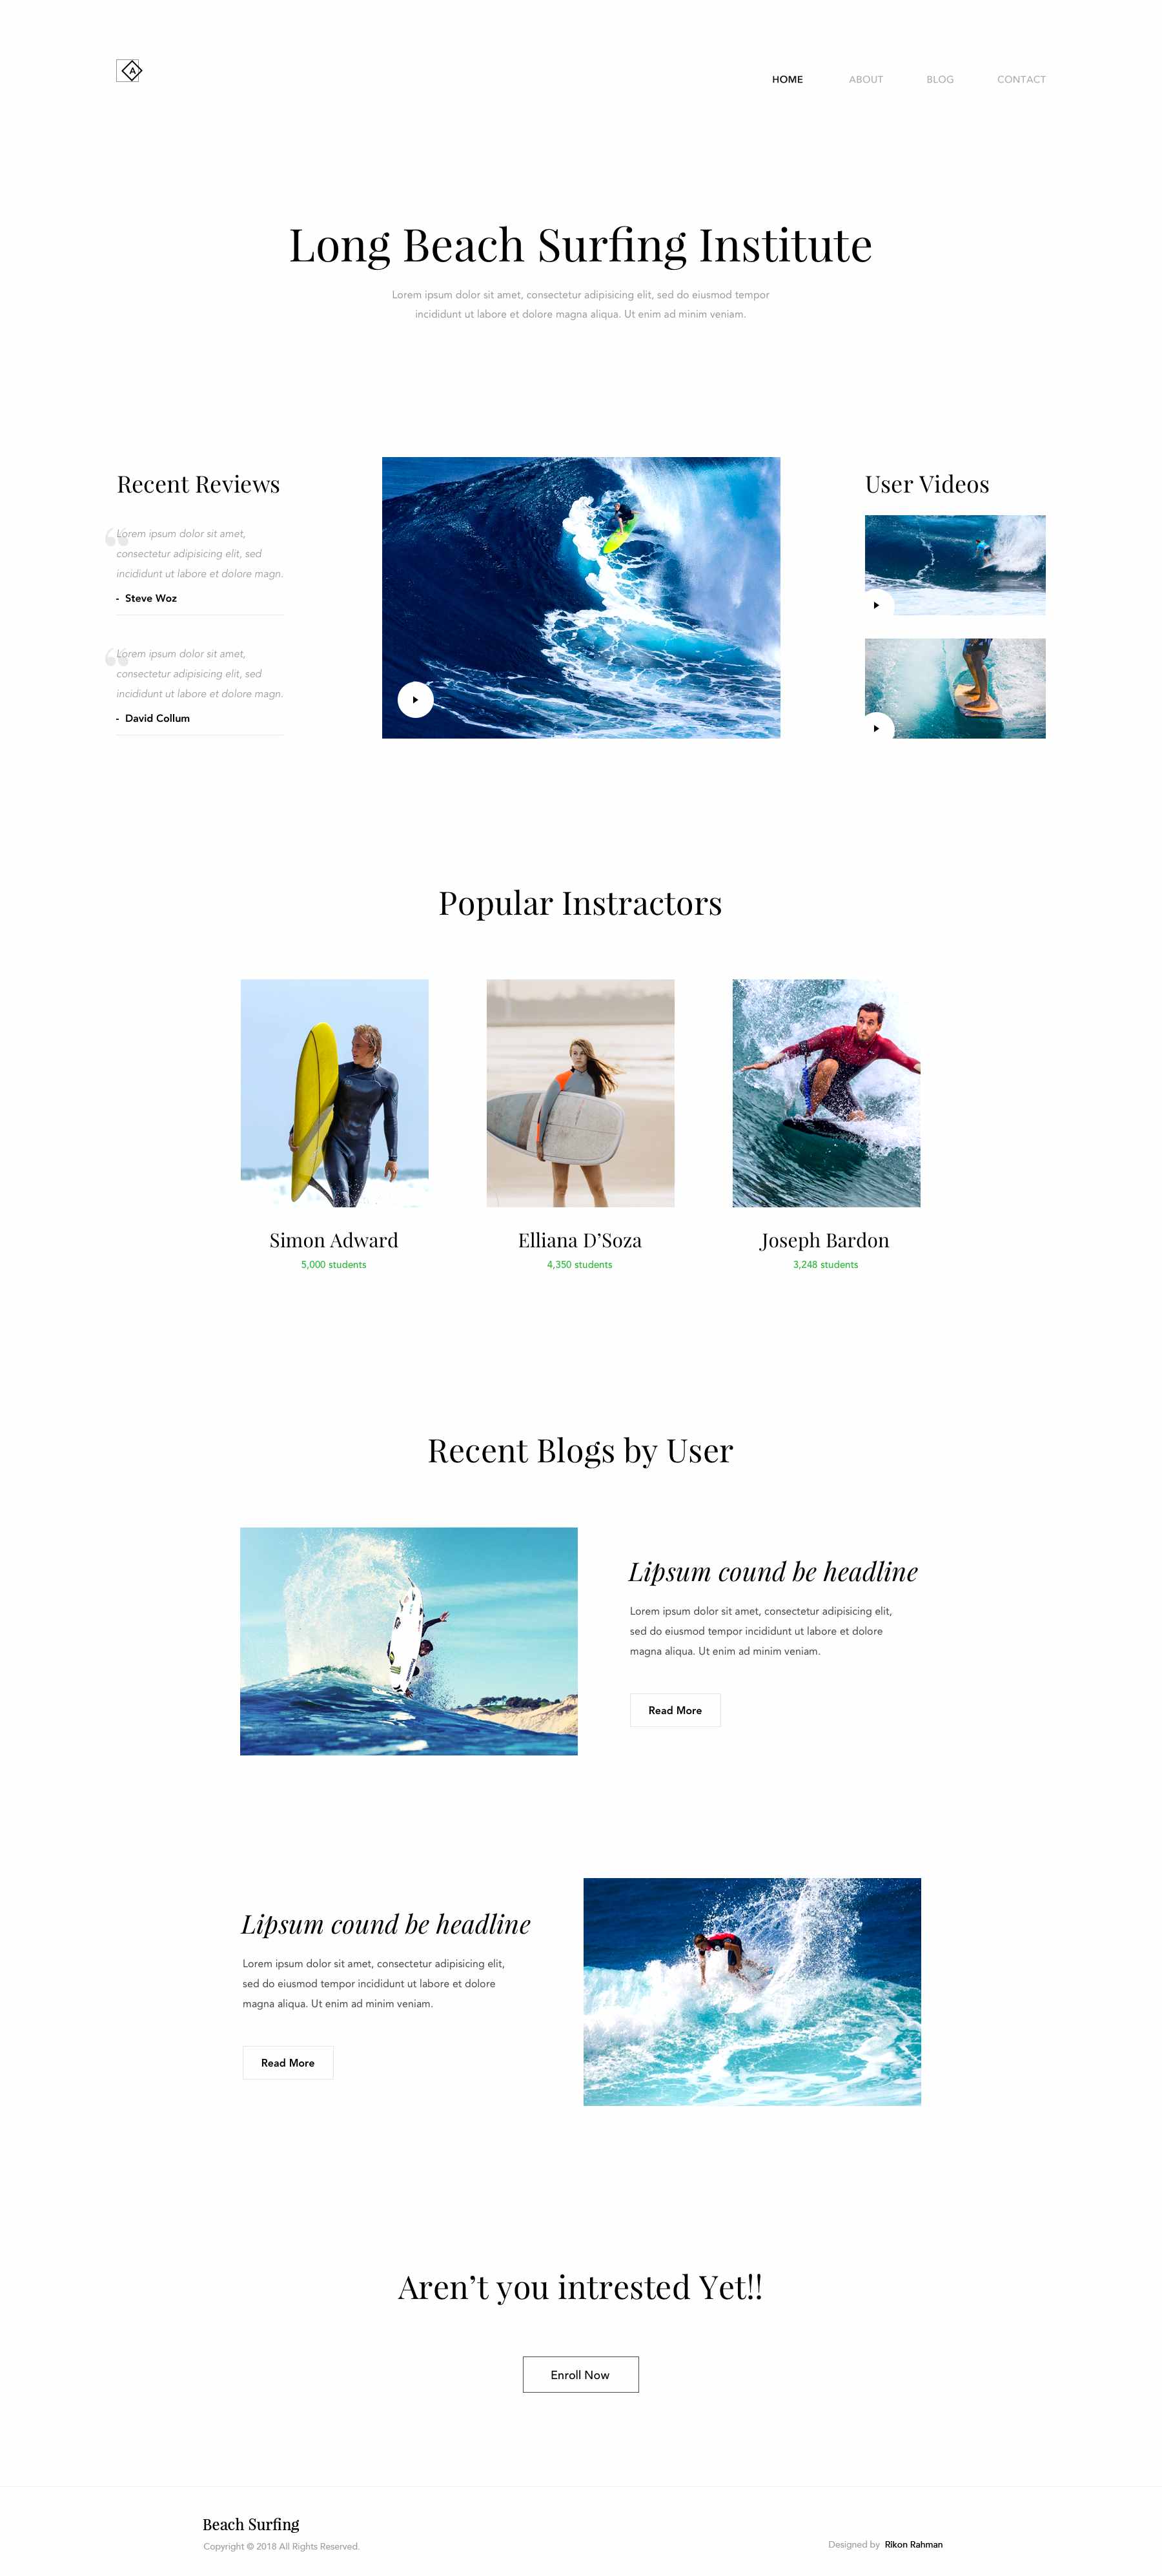 A
HOME ABOUT BLOG CONTACT
Long Beach Surfing Institute
Lorem ipsum dolor sit amet, consectetur adipisicing elit, sed do eiusmod tempor
incididunt ut labore et dolore magna aliqua. Ut enim ad minim veniam.
Recent Reviews
“
Lorem ipsum dolor sit amet,
consectetur adipisicing elit, sed
incididunt ut labore et dolore magn.
- Steve Woz
“
Lorem ipsum dolor sit amet,
consectetur adipisicing elit, sed
incididunt ut labore et dolore magn.
- David Collum
User Videos
Popular Instractors
Simon Adward
5,000 students
Elliana D’Soza
4,350 students
Joseph Bardon
3,248 students
Recent Blogs by User
Lipsum cound be headline
Lorem ipsum dolor sit amet, consectetur adipisicing elit,
sed do eiusmod tempor incididunt ut labore et dolore
magna aliqua. Ut enim ad minim veniam.
Read More
Lipsum cound be headline
Lorem ipsum dolor sit amet, consectetur adipisicing elit,
sed do eiusmod tempor incididunt ut labore et dolore
magna aliqua. Ut enim ad minim veniam.
Read More
Aren’t you intrested Yet!!
Enroll Now
Beach Surfing
Copyright © 2018 All Rights Reserved.
Designed by Rikon Rahman